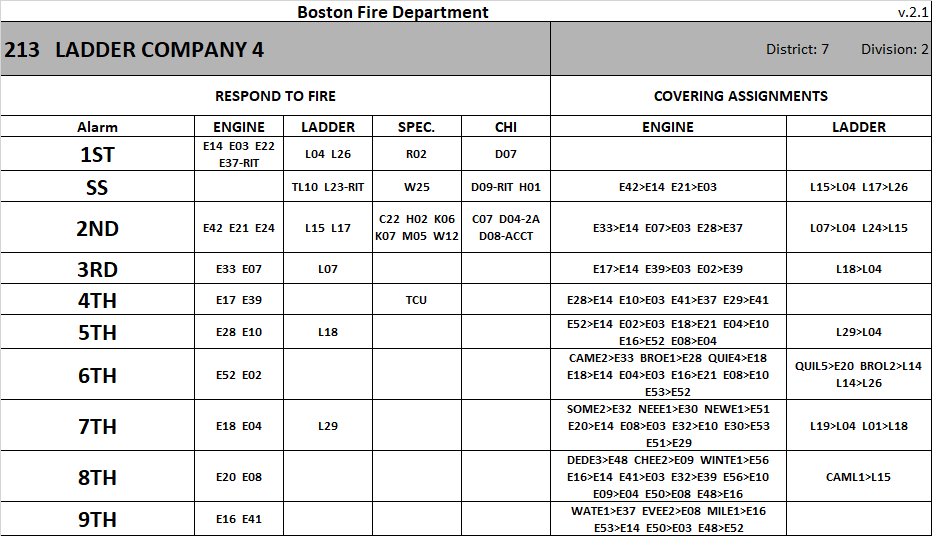 Boston Fire Department v.2.1
213 LADDER COMPANY 4 District: 7 Division: 2
RESPOND TO FIRE COVERING ASSIGNMENTS
Alarm ENGINE LADDER SPEC. CHI ENGINE LADDER
1ST E14 E03 E22 L04 L26 R02 D07
E37-RIT
SS TL10 L23-RIT W25 D09-RIT H01 E42>E14 E21>E03 L15>L04 L17>L26
2ND E42 E21 E24 L15 L17 C22 H02 K06 C07 D04-2A E33>E14 E07>E03 E28>E37 L07>L04 L24>L15
K07 M05 W12 D08-ACCT
3RD E33 E07 L07 E17>E14 E39>E03 E02>E39 L18>L04
4TH E17 E39 TCU E28>E14 E10>E03 E41>E37 E29>E41
5TH E28 E10 L18 E52>E14 E02>E03 E18>E21 E04>E10 L29>L04
E16>E52 E08>E04
6TH E52 E02 CAME2>E33 BROE1>E28 QUIE4>E18 QUIL5>E20 BROL2>L14
E18>E14 E04>E03 E16>E21 E08>E10 L14>L26
E53>E52
7TH E18 E04 L29 SOME2>E32 NEEE1>E30 NEWE1>E51 L19>L04 L01>L18
E20>E14 E08>E03 E32>E10 E30>E53
E51>E29
8TH E20 E08 DEDE3>E48 CHEE2>E09 WINTE1>E56 CAML1>L15
E16>E14 E41>E03 E32>E39 E56>E10
E09>E04 E50>E08 E48>E16
9TH E16 E41 WATE1>E37 EVEE2>E08 MILE1>E16
E53>E14 E50>E03 E48>E52